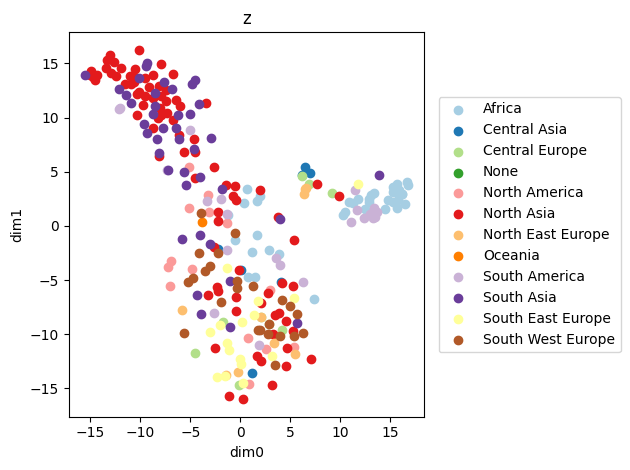 z
15
10
5
0
−5
−10
−15
dim1
−15 −10 −5 0 5 10 15
dim0
Africa
Central Asia
Central Europe
None
North America
North Asia
North East Europe
Oceania
South America
South Asia
South East Europe
South West Europe